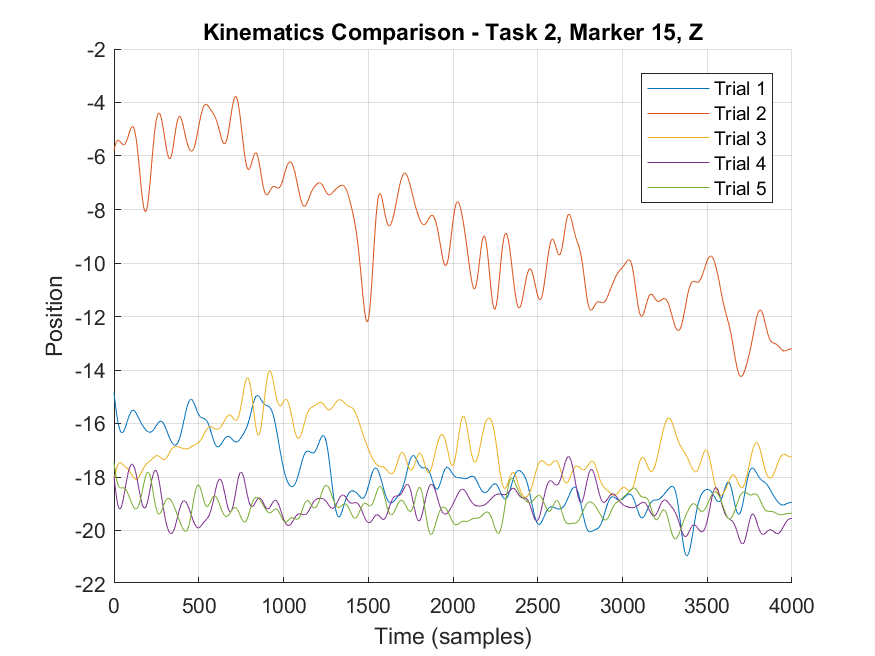 Kinematics Comparison - Task 2, Marker 15, Z
-2
-4
-6
-8
-10
-12
-14
-16
-18
-20
-22
Position
Trial 1
Trial 2
Trial 3
Trial 4
Trial 5
0 500 1000 1500 2000 2500 3000 3500 4000
Time (samples)